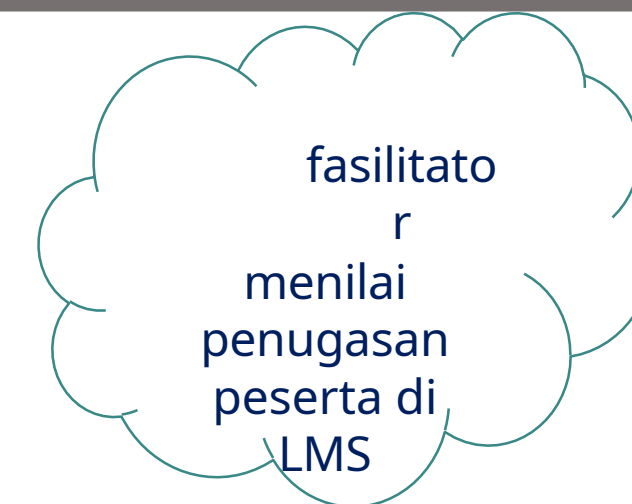 fasilitato
r
menilai
penugasan
peserta di
LMS